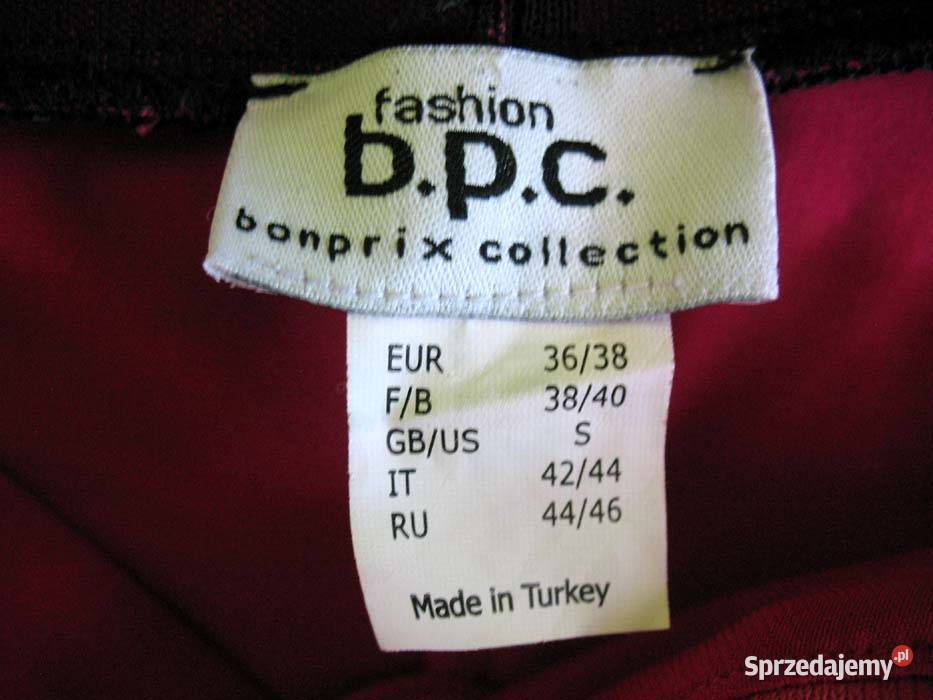 fashion
b.p.c.
bonprix collection
EUR 36/38
F/B 38/40
GB/US S
IT 42/44
RU 44/46
Made in Turkey
Sprzedajemy.pl